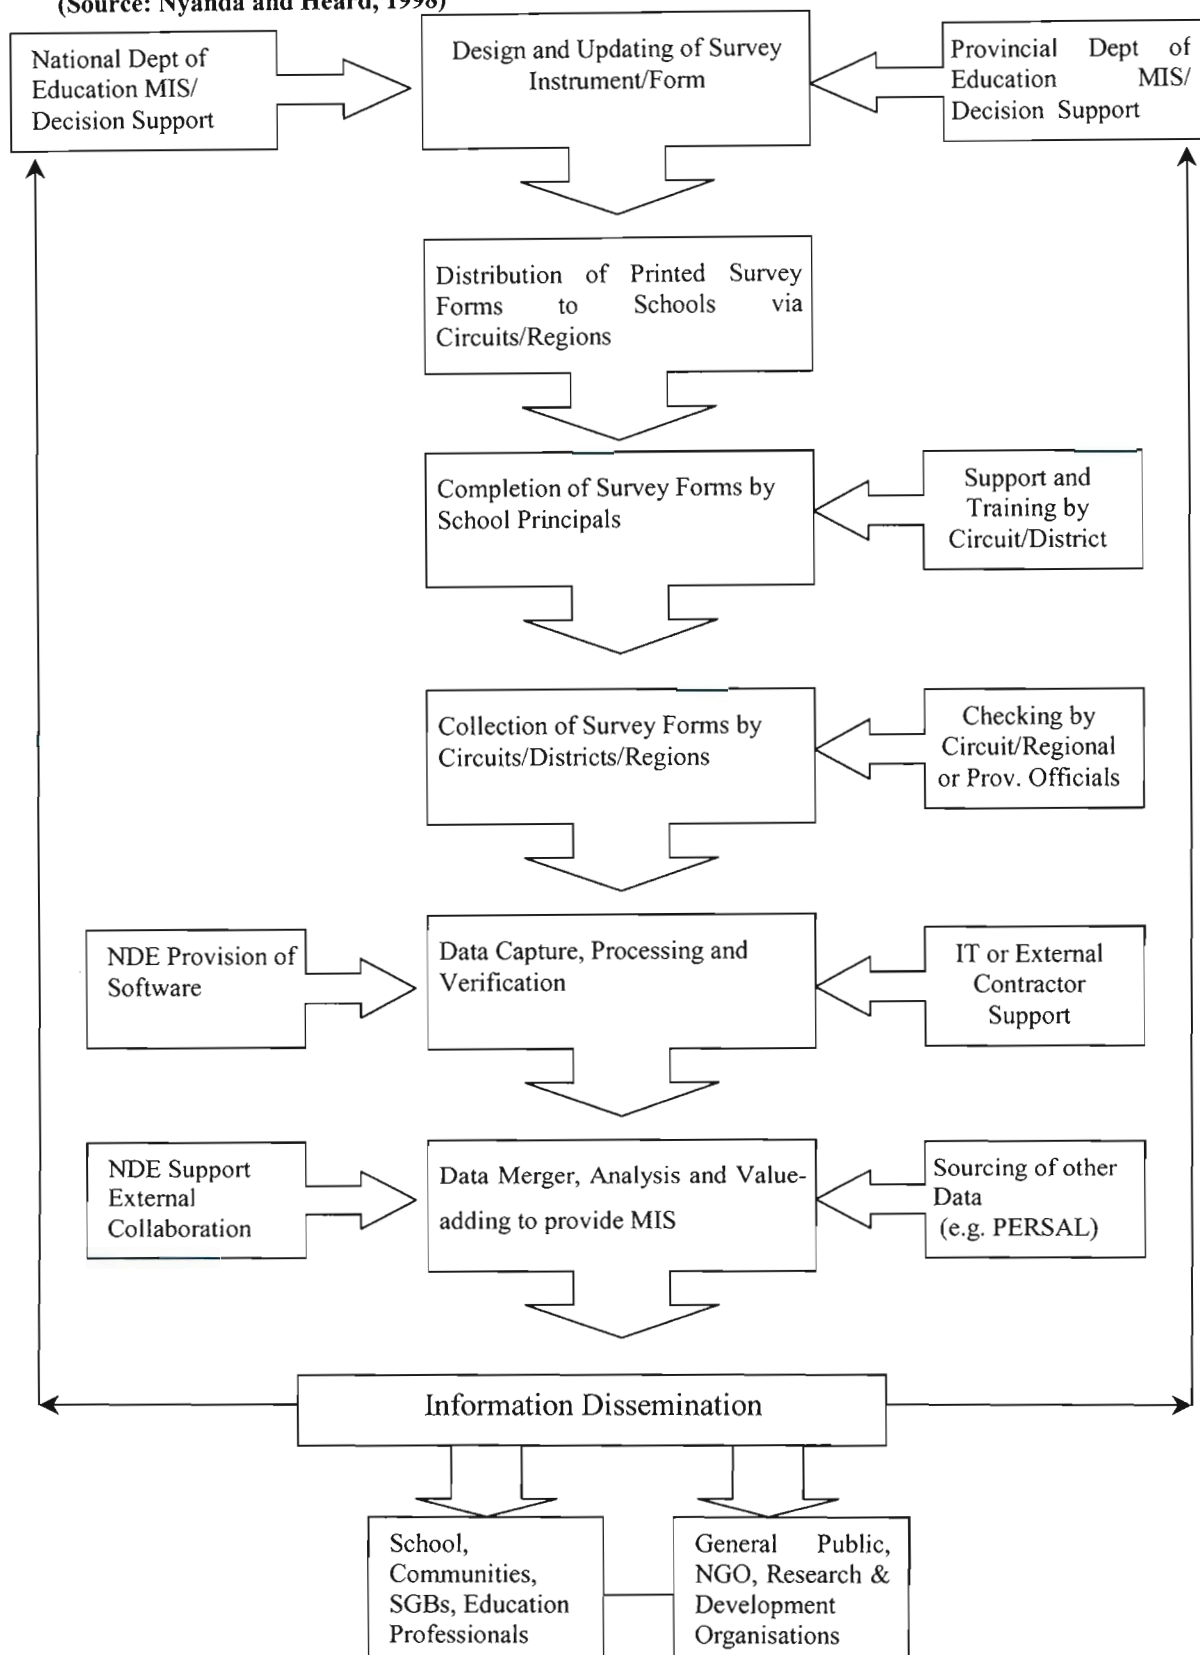 (Source: Nyanda and Heard, 1998)
National Dept of
Education MIS/
Decision Support
Design and Updating of Survey
Instrument/Form
Provincial Dept of
Education MIS/
Decision Support
Distribution of Printed Survey
Forms to Schools via
Circuits/Regions
Completion of Survey Forms by
School Principals
Support and
Training by
Circuit/District
Collection of Survey Forms by
Circuits/Districts/Regions
Checking by
Circuit/Regional
or Prov. Officials
NDE Provision of
Software
Data Capture, Processing and
Verification
IT or External
Contractor
Support
NDE Support
External
Collaboration
Data Merger, Analysis and Value-
adding to provide MIS
Sourcing of other
Data
(e.g. PERSAL)
Information Dissemination
School,
Communities,
SGBs, Education
Professionals
General Public,
NGO, Research &
Development
Organisations